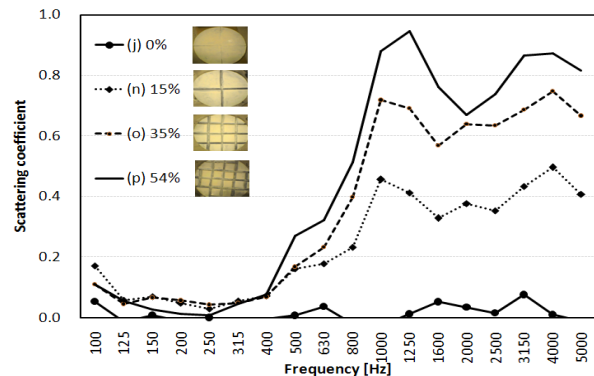 Scattering coefficient
1.0
0.8
0.6
0.4
0.2
0.0
(j) 0%
(n) 15%
(o) 35%
(p) 54%
100 125 150 200 250 315 400 500 630 800 1000 1250 1600 2000 2500 3150 4000 5000
Frequency [Hz]